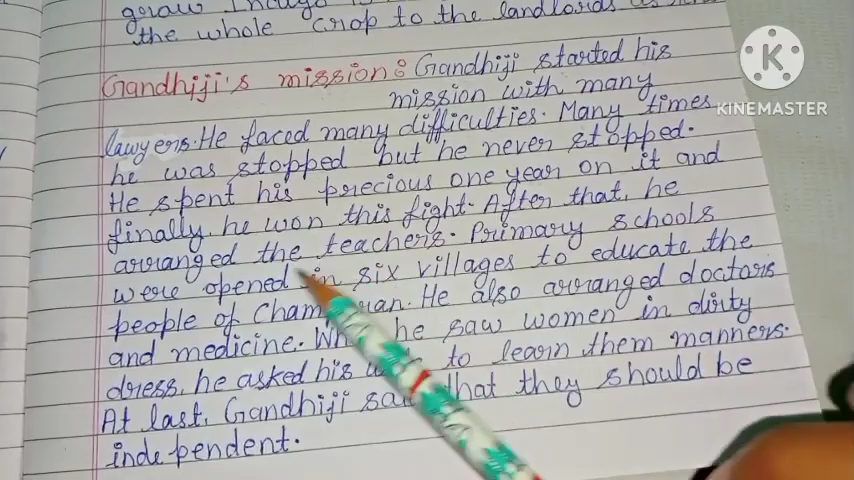 graw
the whole crop to the landlords
Gandhiji's mission: Gandhiji started his
mission with many
lawyers. He faced many difficulties. Many times
he was stopped but he never stopped.
He spent his precious one year on it and
finally, he won this fight. After that, he
arranged the teachers. Primary schools
were opened in six villages to educate the
people of Cham an. He also arranged doctors
and medicine. Wh he saw women in dirty
dress, he asked his to learn them manners.
At last, Gandhiji sa that they should be
independent.
K
KINEMASTER